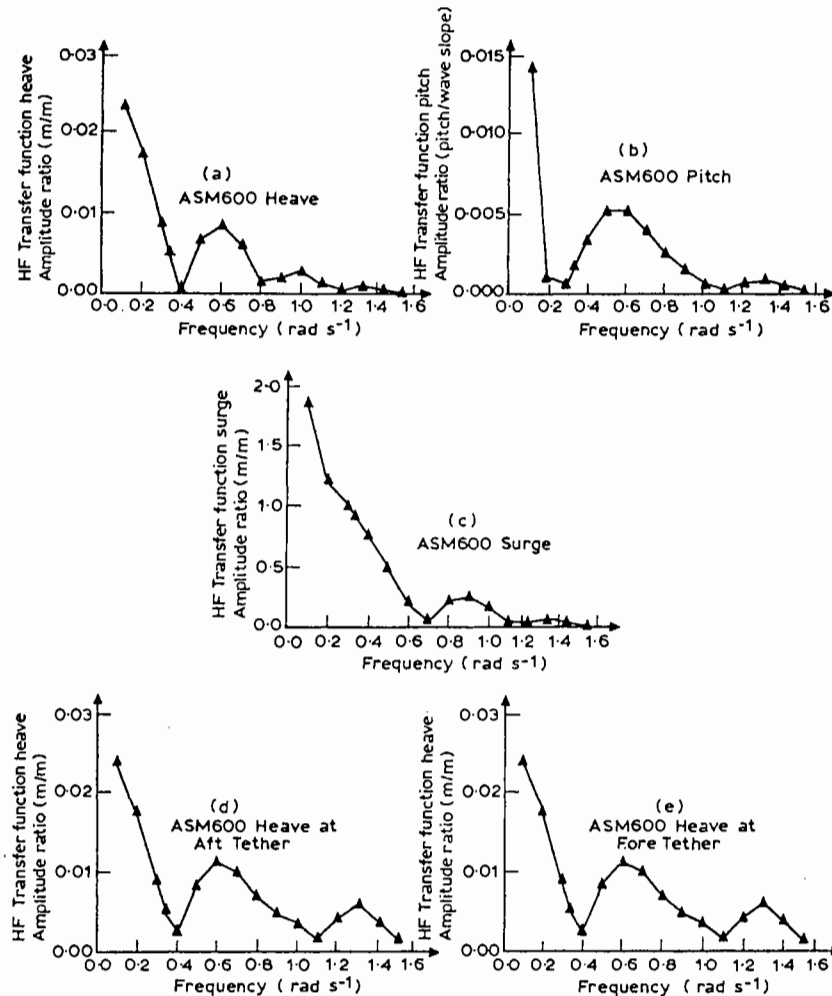 HF Transfer function heave
Amplitude ratio (m/m)
0·03
0·02
0·01
0·00
(a)
ASM600 Heave
0·0 0·2 0·4 0·6 0·8 1·0 1·2 1·4 1·6
Frequency (rad s⁻¹)
HF Transfer function pitch
Amplitude ratio (pitch/wave slope)
0·015
0·010
0·005
0·000
(b)
ASM600 Pitch
0·0 0·2 0·4 0·6 0·8 1·0 1·2 1·4 1·6
Frequency (rad s⁻¹)
HF Transfer function surge
Amplitude ratio (m/m)
2·0
1·5
1·0
0·5
0·0
(c)
ASM600 Surge
0·0 0·2 0·4 0·6 0·8 1·0 1·2 1·4 1·6
Frequency (rad s⁻¹)
HF Transfer function heave
Amplitude ratio (m/m)
0·03
0·02
0·01
0·00
(d)
ASM600 Heave at
Aft Tether
0·0 0·2 0·4 0·6 0·8 1·0 1·2 1·4 1·6
Frequency (rad s⁻¹)
HF Transfer function heave
Amplitude ratio (m/m)
0·03
0·02
0·01
0·00
(e)
ASM600 Heave at
Fore Tether
0·0 0·2 0·4 0·6 0·8 1·0 1·2 1·4 1·6
Frequency (rad s⁻¹)